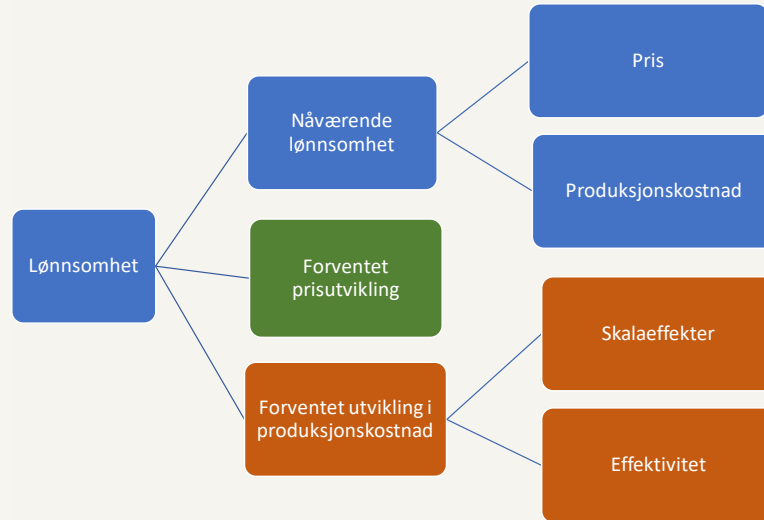 Pris
Nåværende
lønnsomhet
Produksjonskostnad
Lønnsomhet
Forventet
prisutvikling
Skalaeffekter
Forventet utvikling i
produksjonskostnad
Effektivitet